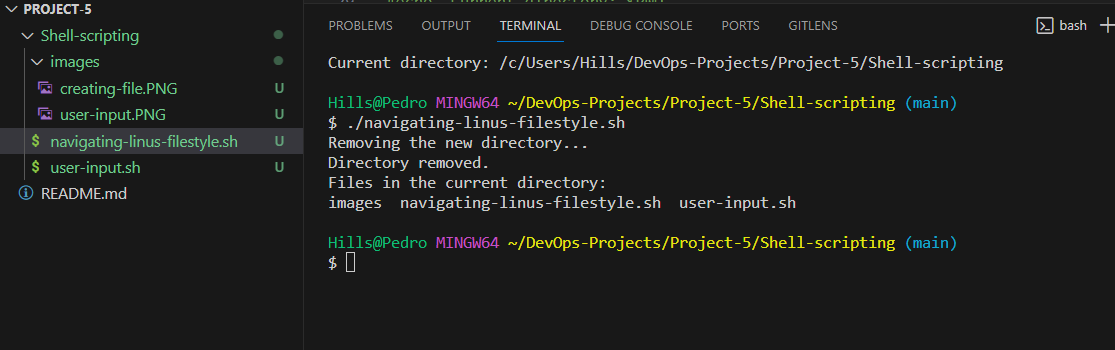 PROJECT-5
Shell-scripting
images
creating-file.PNG U
user-input.PNG U
$ navigating-linus-filestyle.sh U
$ user-input.sh U
README.md
PROBLEMS OUTPUT TERMINAL DEBUG CONSOLE PORTS GITLENS
bash
Current directory: /c/Users/Hills/DevOps-Projects/Project-5/Shell-scripting
Hills@Pedro MINGW64 ~/DevOps-Projects/Project-5/Shell-scripting (main)
$ ./navigating-linus-filestyle.sh
Removing the new directory...
Directory removed.
Files in the current directory:
images  navigating-linus-filestyle.sh  user-input.sh
Hills@Pedro MINGW64 ~/DevOps-Projects/Project-5/Shell-scripting (main)
$